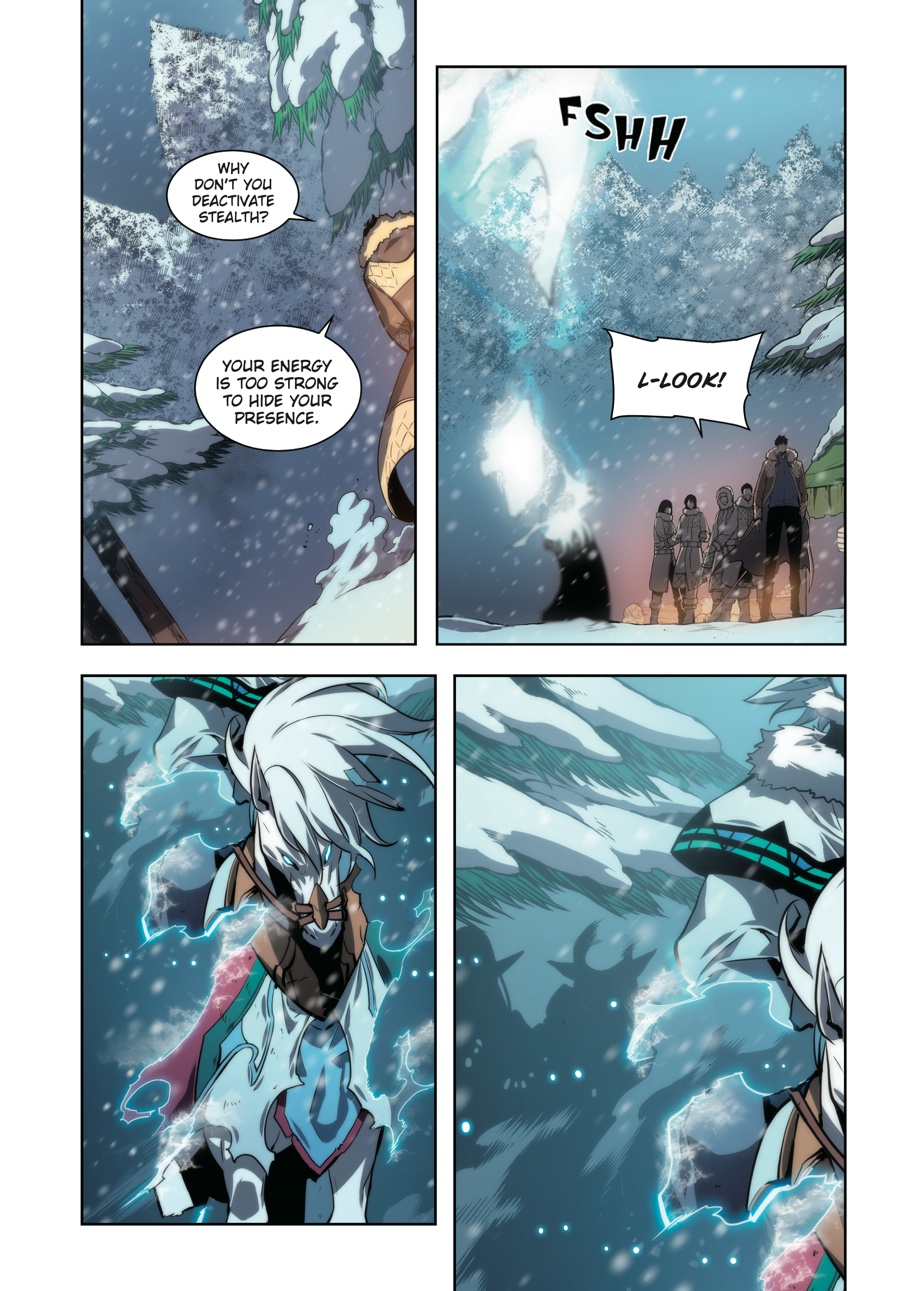 WHY
DON'T YOU
DEACTIVATE
STEALTH?
YOUR ENERGY
IS TOO STRONG
TO HIDE YOUR
PRESENCE.
FSHH
L-LOOK!